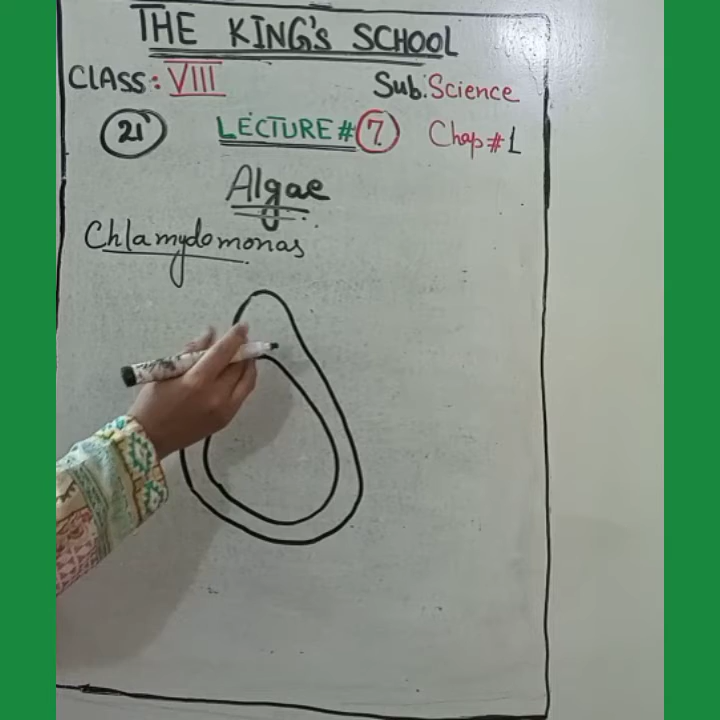 THE KING'S SCHOOL
CLASS: VIII Sub: Science
21 LECTURE # 7 Chap # 1
Algae
Chlamydomonas